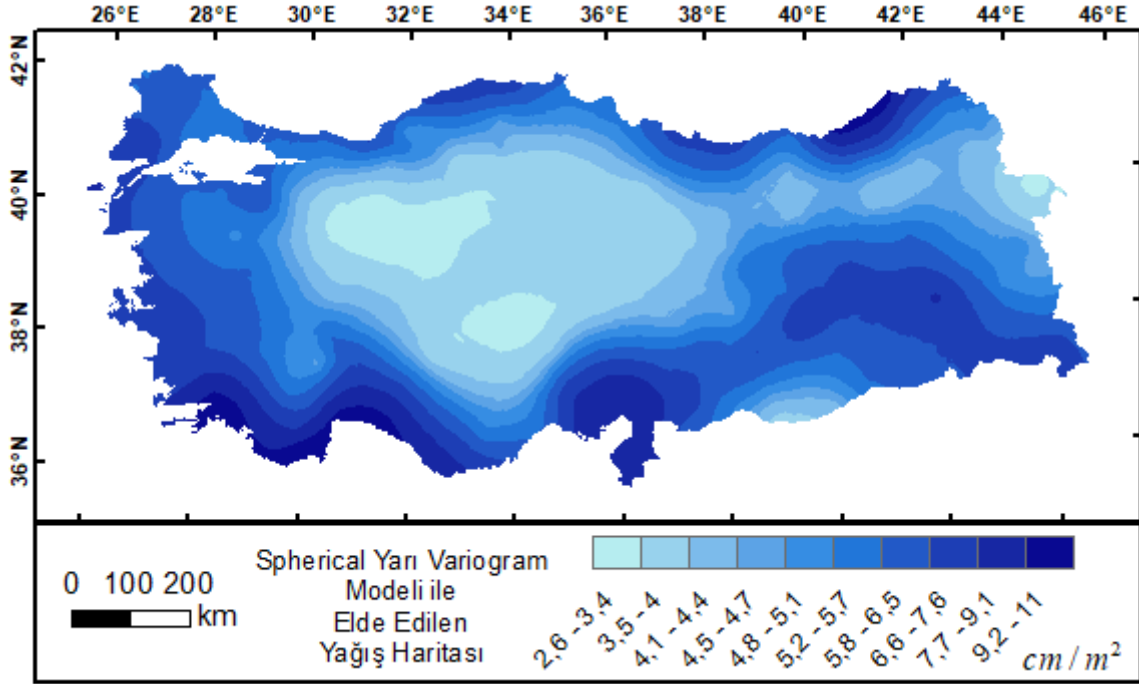 26°E 28°E 30°E 32°E 34°E 36°E 38°E 40°E 42°E 44°E 46°E
42°N
40°N
38°N
36°N
0 100 200
km
Spherical Yarı Variogram
Modeli ile
Elde Edilen
Yağış Haritası
2,6 - 3,4
3,5 - 4
4,1 - 4,4
4,5 - 4,7
4,8 - 5,1
5,2 - 5,7
5,8 - 6,5
6,6 - 7,6
7,7 - 9,1
9,2 - 11
cm / m²